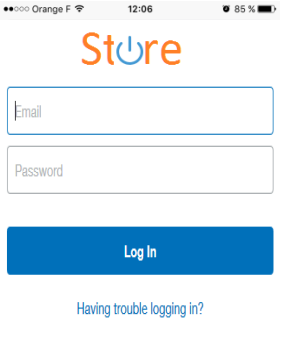 Orange F 12:06 85 %
Store
Email
Password
Log In
Having trouble logging in?